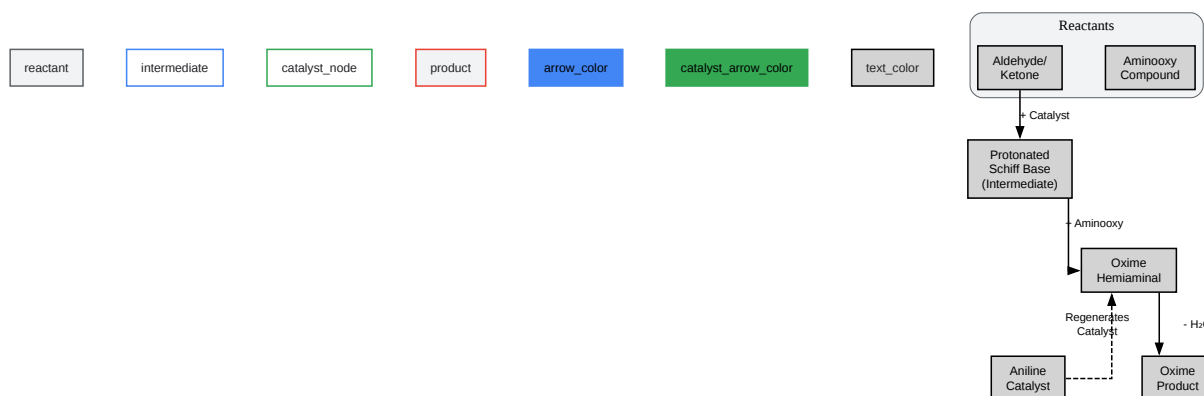 Reactants
reactant
intermediate
catalyst_node
product
arrow_color
catalyst_arrow_color
text_color
Aldehyde/
Ketone
Aminooxy
Compound
+ Catalyst
Protonated
Schiff Base
(Intermediate)
+ Aminooxy
Oxime
Hemiaminal
Regenerates
Catalyst
Aniline
Catalyst
Oxime
Product